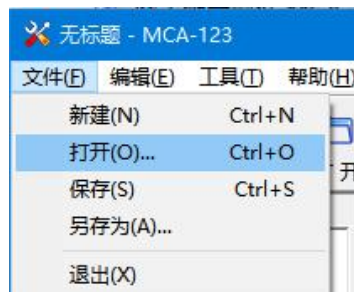 无标题 - MCA-123
文件(F) 编辑(E) 工具(T) 帮助(H)
新建(N) Ctrl+N
打开(O)... Ctrl+O
开
保存(S) Ctrl+S
另存为(A)...
退出(X)